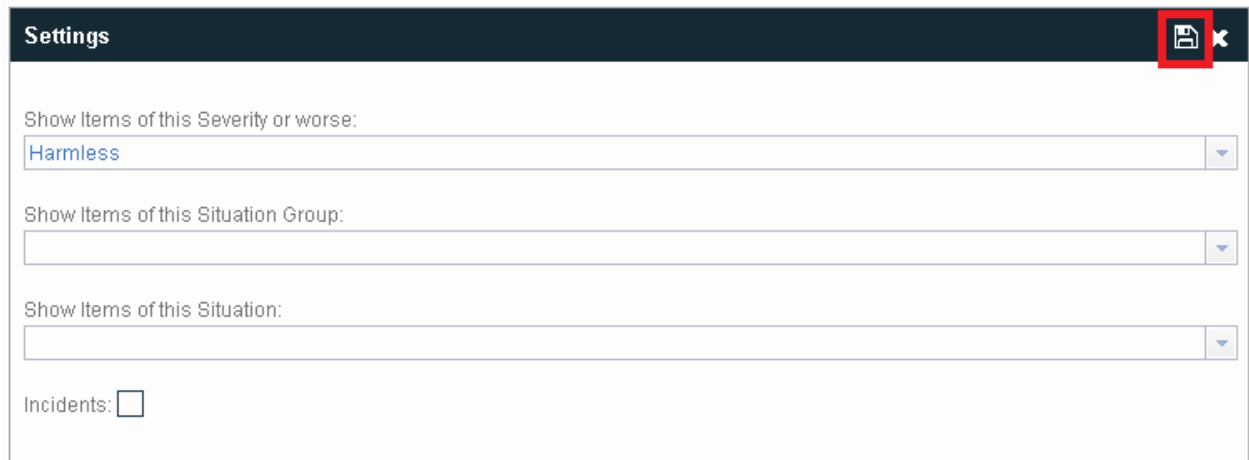 Settings
Show Items of this Severity or worse:
Harmless
Show Items of this Situation Group:
Show Items of this Situation:
Incidents: